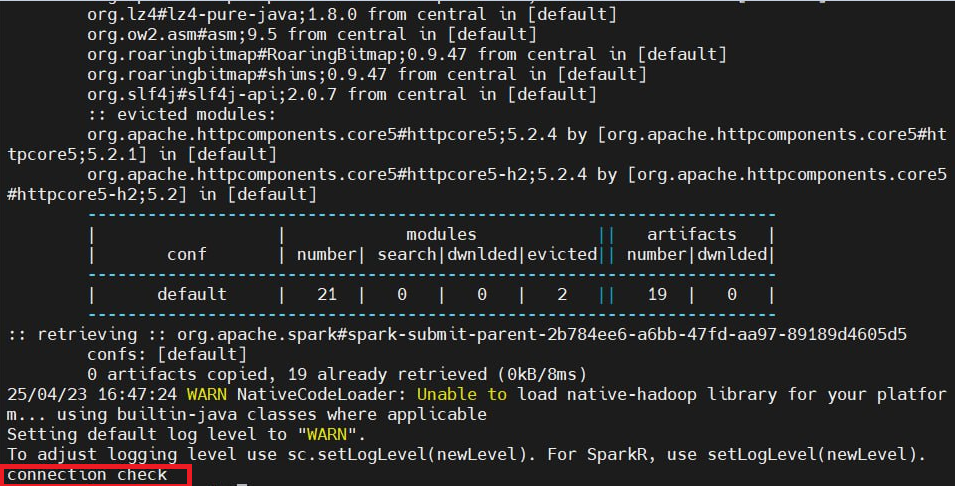 org.lz4#lz4-pure-java;1.8.0 from central in [default]
org.ow2.asm#asm;9.5 from central in [default]
org.roaringbitmap#RoaringBitmap;0.9.47 from central in [default]
org.roaringbitmap#shims;0.9.47 from central in [default]
org.slf4j#slf4j-api;2.0.7 from central in [default]
:: evicted modules:
org.apache.httpcomponents.core5#httpcore5;5.2.4 by [org.apache.httpcomponents.core5#ht
tpcore5;5.2.1] in [default]
org.apache.httpcomponents.core5#httpcore5-h2;5.2.4 by [org.apache.httpcomponents.core5
#httpcore5-h2;5.2] in [default]
---------------------------------------------------------------------
|                  |            modules            ||   artifacts   |
|       conf       | number| search|dwnlded|evicted|| number|dwnlded|
---------------------------------------------------------------------
|      default     |   21  |   0   |   0   |   2   ||   19  |   0   |
---------------------------------------------------------------------
:: retrieving :: org.apache.spark#spark-submit-parent-2b784ee6-a6bb-47fd-aa97-89189d4605d5
confs: [default]
0 artifacts copied, 19 already retrieved (0kB/8ms)
25/04/23 16:47:24 WARN NativeCodeLoader: Unable to load native-hadoop library for your platfor
m... using builtin-java classes where applicable
Setting default log level to "WARN".
To adjust logging level use sc.setLogLevel(newLevel). For SparkR, use setLogLevel(newLevel).
connection check